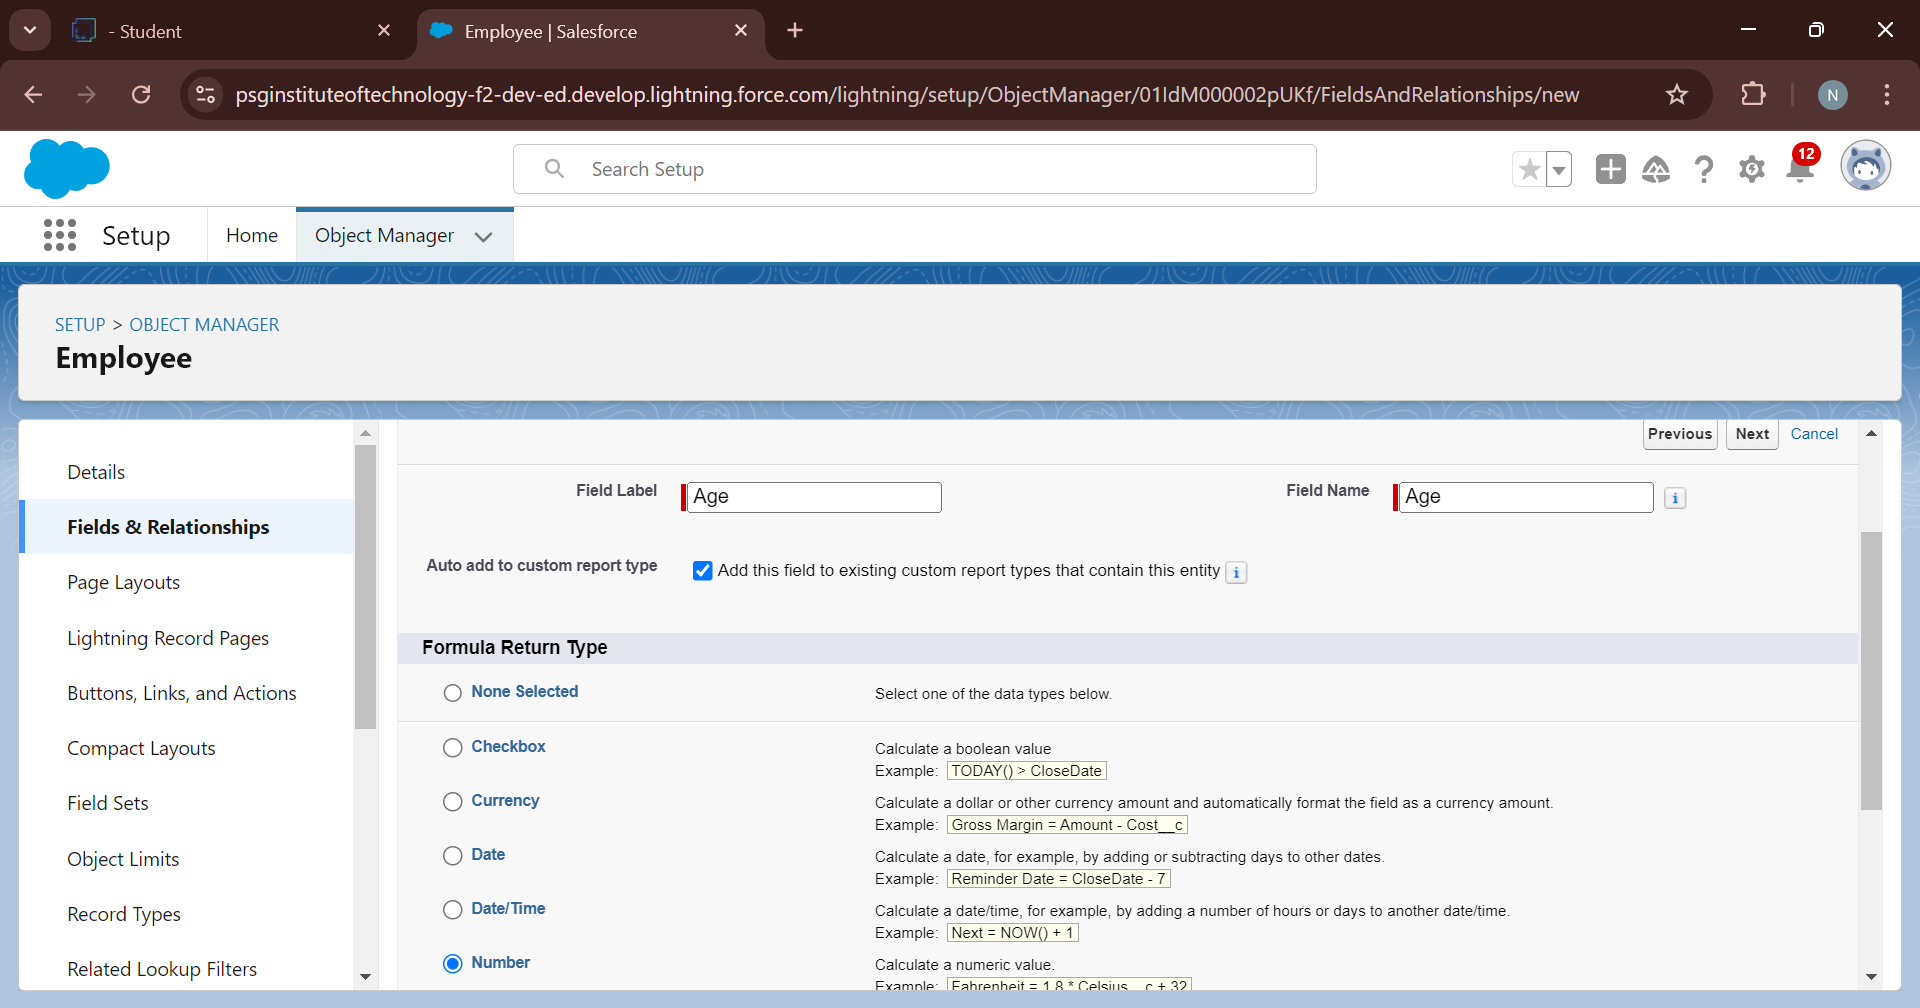 - Student
Employee | Salesforce
psginstituteoftechnology-f2-dev-ed.develop.lightning.force.com/lightning/setup/ObjectManager/01IdM000002pUKf/FieldsAndRelationships/new
N
Search Setup
12
Setup
Home
Object Manager
SETUP > OBJECT MANAGER
Employee
Details
Fields & Relationships
Page Layouts
Lightning Record Pages
Buttons, Links, and Actions
Compact Layouts
Field Sets
Object Limits
Record Types
Related Lookup Filters
Previous Next Cancel
Field Label Age Field Name Age i
Auto add to custom report type Add this field to existing custom report types that contain this entity i
Formula Return Type
None Selected Select one of the data types below.
Checkbox Calculate a boolean value
Example: TODAY() > CloseDate
Currency Calculate a dollar or other currency amount and automatically format the field as a currency amount.
Example: Gross Margin = Amount - Cost__c
Date Calculate a date, for example, by adding or subtracting days to other dates.
Example: Reminder Date = CloseDate - 7
Date/Time Calculate a date/time, for example, by adding a number of hours or days to another date/time.
Example: Next = NOW() + 1
Number Calculate a numeric value.
Example: Fahrenheit = 1.8 * Celsius__c + 32